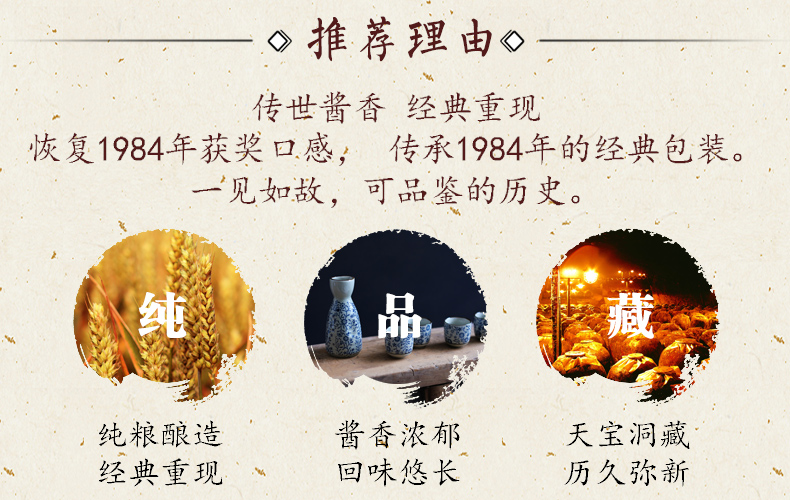 推荐理由
传世酱香 经典重现
恢复1984年获奖口感， 传承1984年的经典包装。
一见如故，可品鉴的历史。
纯
品
藏
纯粮酿造
经典重现
酱香浓郁
回味悠长
天宝洞藏
历久弥新